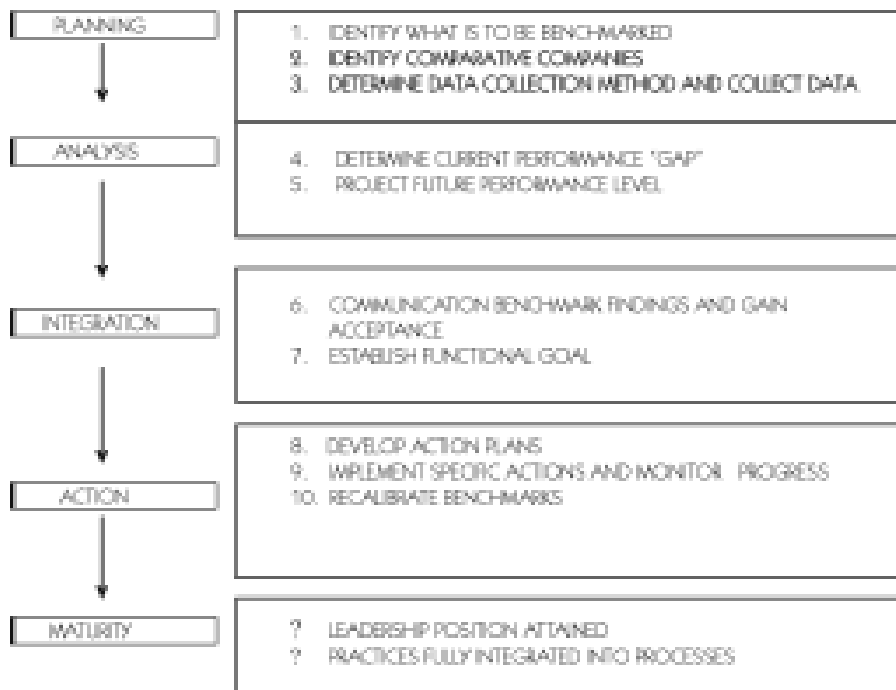 PLANNING
1. IDENTIFY WHAT IS TO BE BENCHMARKED
2. IDENTIFY COMPARATIVE COMPANIES
3. DETERMINE DATA COLLECTION METHOD AND COLLECT DATA.
ANALYSIS
4. DETERMINE CURRENT PERFORMANCE "GAP"
5. PROJECT FUTURE PERFORMANCE LEVEL
INTEGRATION
6. COMMUNICATION BENCHMARK FINDINGS AND GAIN
ACCEPTANCE
7. ESTABLISH FUNCTIONAL GOAL
ACTION
8. DEVELOP ACTION PLANS
9. IMPLEMENT SPECIFIC ACTIONS AND MONITOR PROGRESS
10. RECALIBRATE BENCHMARKS
MATURITY
? LEADERSHIP POSITION ATTAINED
? PRACTICES FULLY INTEGRATED INTO PROCESSES